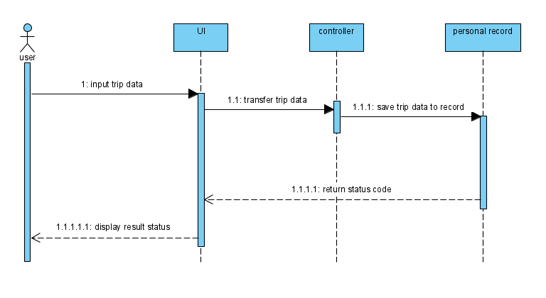 UI
controller
personal record
user
1: input trip data
1.1: transfer trip data
1.1.1: save trip data to record
1.1.1.1: return status code
1.1.1.1.1: display result status